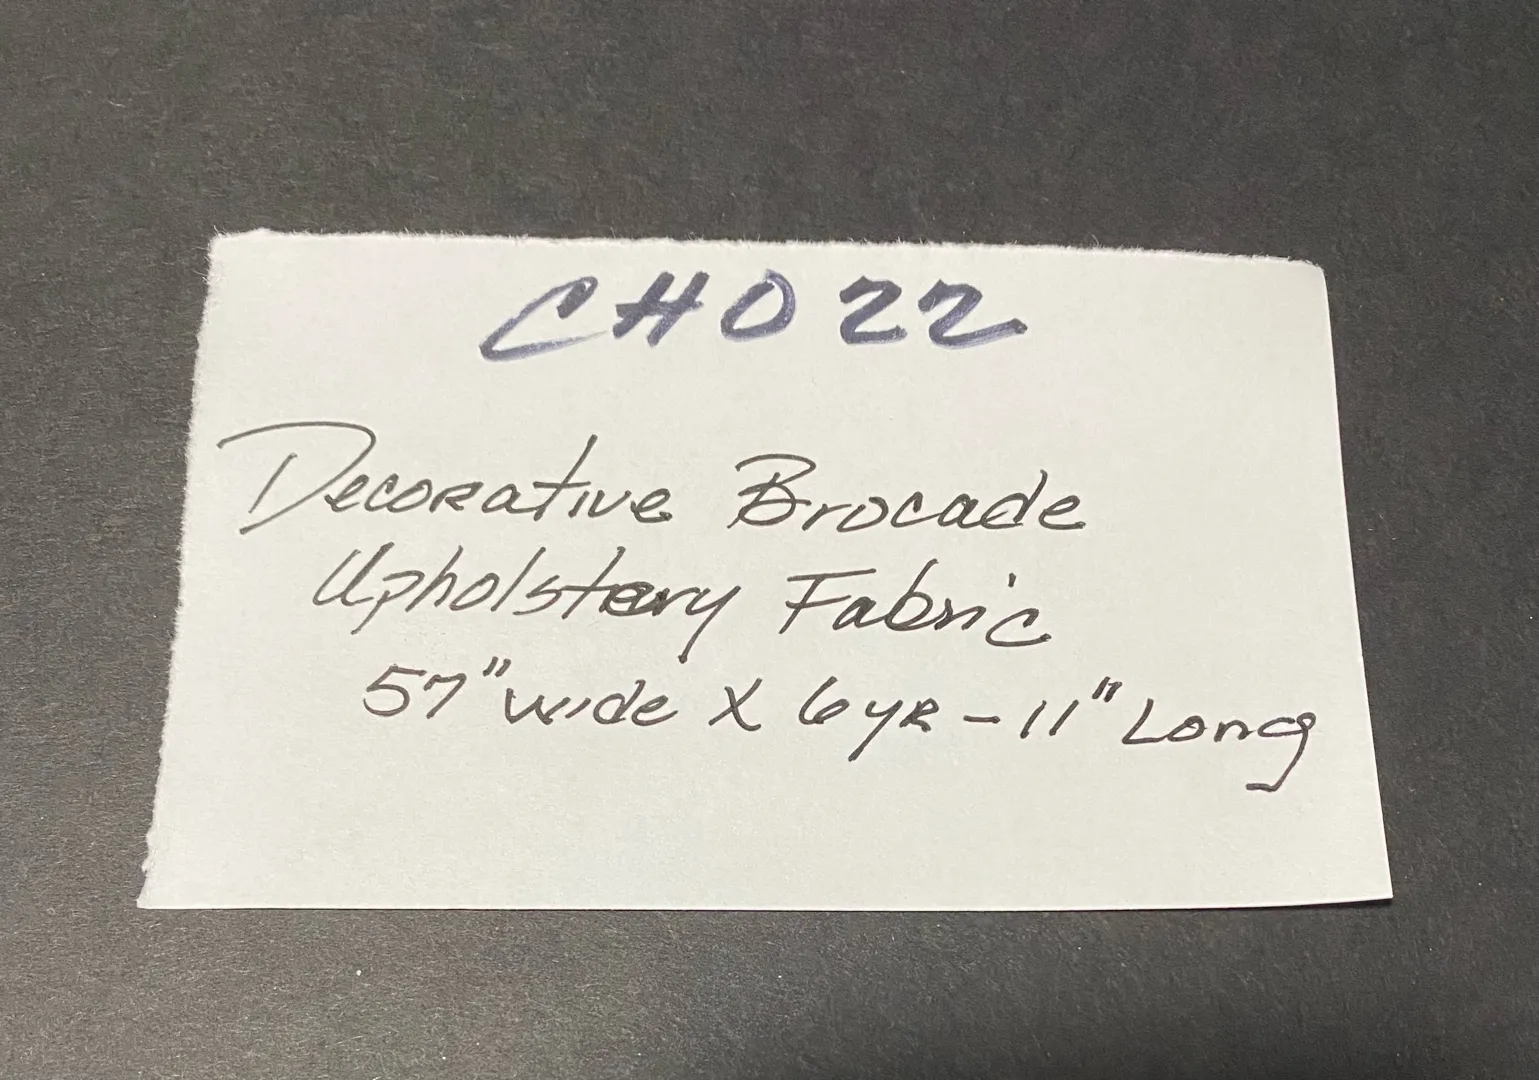 CH022
Decorative Brocade
Upholstery Fabric
57" wide X 6yR - 11" Long